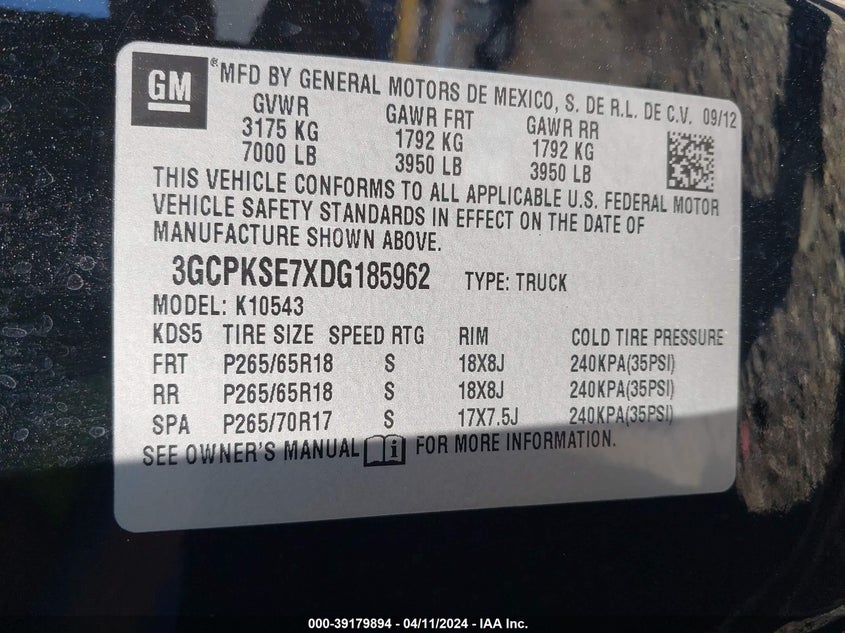 GM ®MFD BY GENERAL MOTORS DE MEXICO, S. DE R.L. DE C.V. 09/12
GVWR GAWR FRT GAWR RR
3175 KG 1792 KG 1792 KG
7000 LB 3950 LB 3950 LB
THIS VEHICLE CONFORMS TO ALL APPLICABLE U.S. FEDERAL MOTOR
VEHICLE SAFETY STANDARDS IN EFFECT ON THE DATE OF
MANUFACTURE SHOWN ABOVE.
3GCPKSE7XDG185962 TYPE: TRUCK
MODEL: K10543
KDS5 TIRE SIZE SPEED RTG RIM COLD TIRE PRESSURE
FRT P265/65R18 S 18X8J 240KPA(35PSI)
RR P265/65R18 S 18X8J 240KPA(35PSI)
SPA P265/70R17 S 17X7.5J 240KPA(35PSI)
SEE OWNER'S MANUAL i FOR MORE INFORMATION.
000-39179894 - 04/11/2024 - IAA Inc.